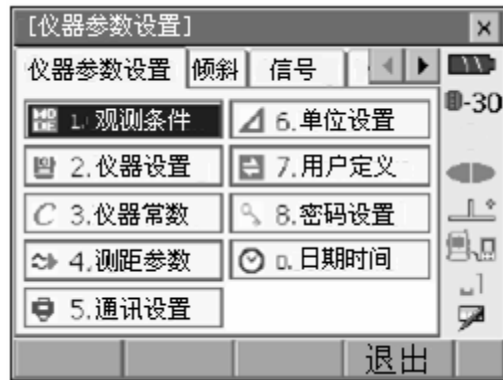 [仪器参数设置]
仪器参数设置 倾斜 信号
1.观测条件 6.单位设置
2.仪器设置 7.用户定义
3.仪器常数 8.密码设置
4.测距参数 0.日期时间
5.通讯设置
-30
退出